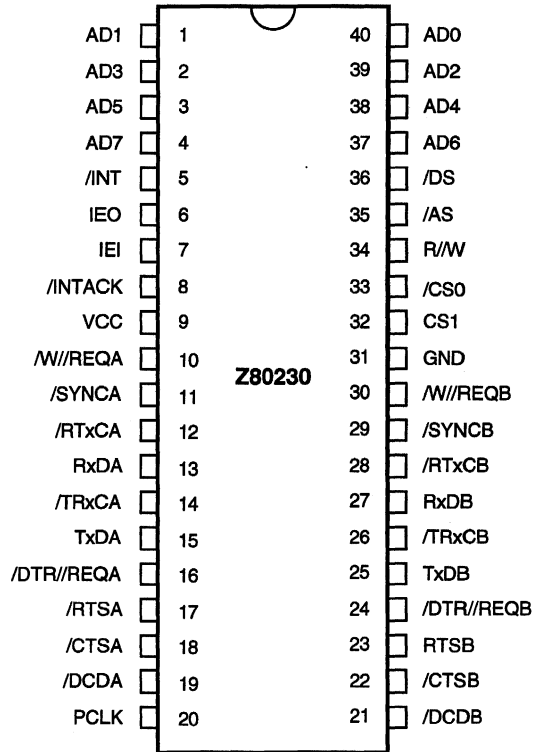 AD1 1 40 AD0
AD3 2 39 AD2
AD5 3 38 AD4
AD7 4 37 AD6
/INT 5 36 /DS
IEO 6 35 /AS
IEI 7 34 R//W
/INTACK 8 33 /CS0
VCC 9 32 CS1
/W//REQA 10 31 GND
Z80230
/SYNCA 11 30 /W//REQB
/RTxCA 12 29 /SYNCB
RxDA 13 28 /RTxCB
/TRxCA 14 27 RxDB
TxDA 15 26 /TRxCB
/DTR//REQA 16 25 TxDB
/RTSA 17 24 /DTR//REQB
/CTSA 18 23 RTSB
/DCDA 19 22 /CTSB
PCLK 20 21 /DCDB